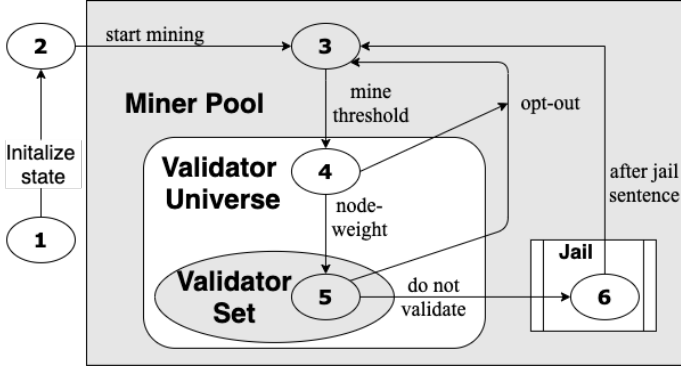 2
start mining
3
Miner Pool
mine
threshold
opt-out
Initalize
state
Validator
Universe
4
after jail
sentence
node-
weight
1
Jail
Validator
Set
5
do not
validate
6